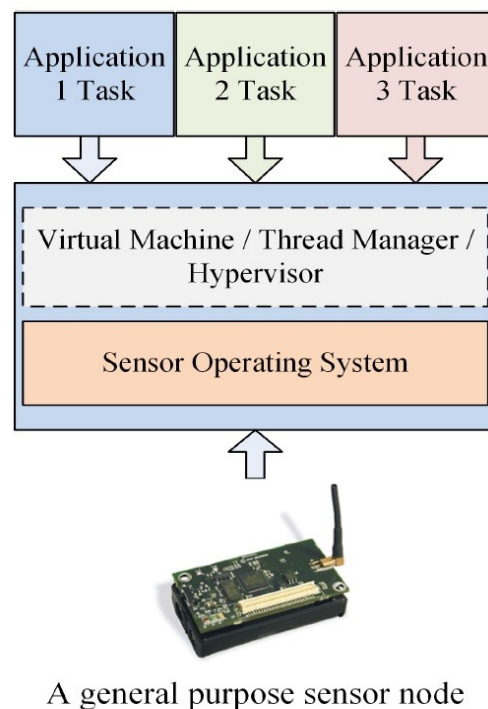 Application
1 Task
Application
2 Task
Application
3 Task
Virtual Machine / Thread Manager /
Hypervisor
Sensor Operating System
A general purpose sensor node